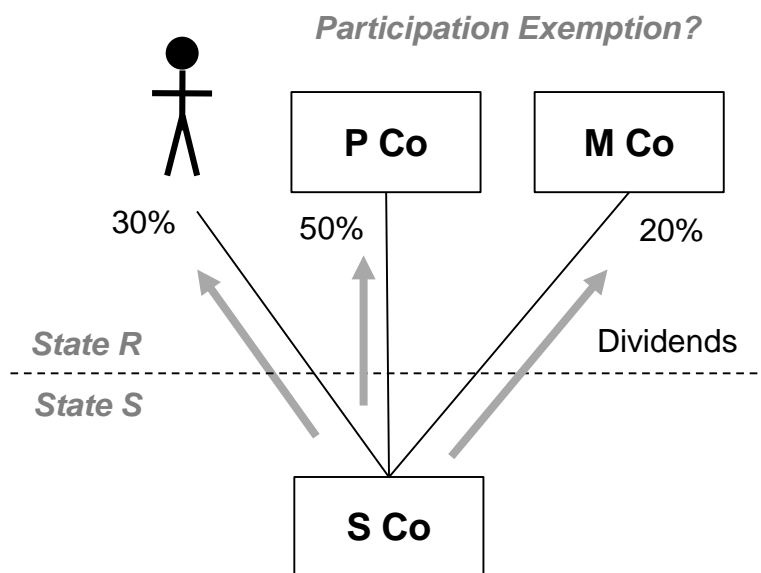 Participation Exemption?
P Co
M Co
30%
50%
20%
State R
Dividends
State S
S Co